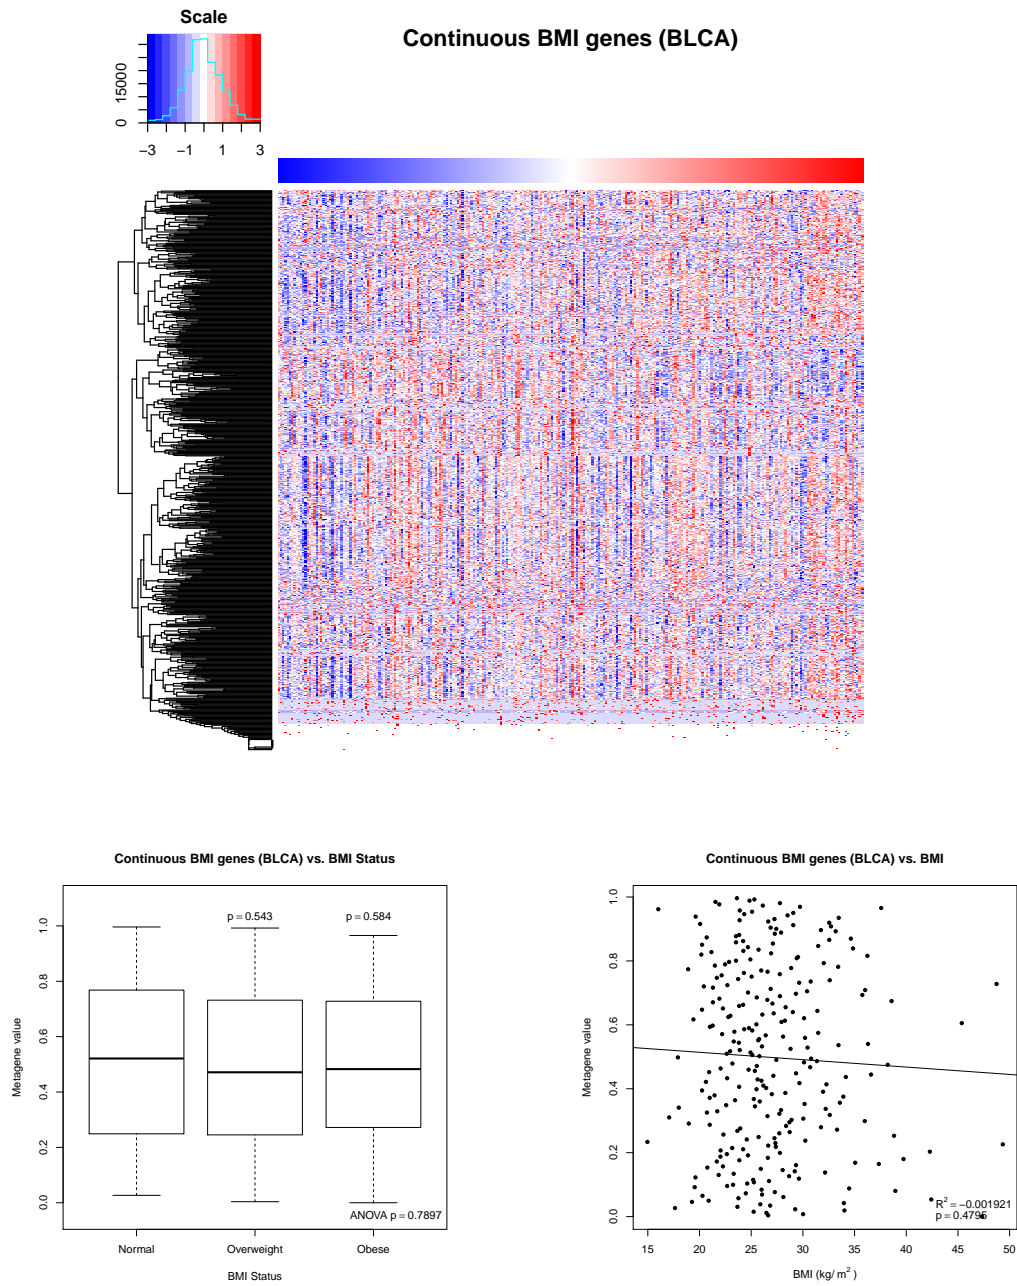 Scale
Continuous BMI genes (BLCA)
0 15000
−3 −1 1 3
Continuous BMI genes (BLCA) vs. BMI Status
p = 0.543 p = 0.584
Metagene value
0.0 0.2 0.4 0.6 0.8 1.0
ANOVA p = 0.7897
Normal Overweight Obese
BMI Status
Continuous BMI genes (BLCA) vs. BMI
Metagene value
0.0 0.2 0.4 0.6 0.8 1.0
R² = −0.001921
p = 0.4795
15 20 25 30 35 40 45 50
BMI (kg/ m²)